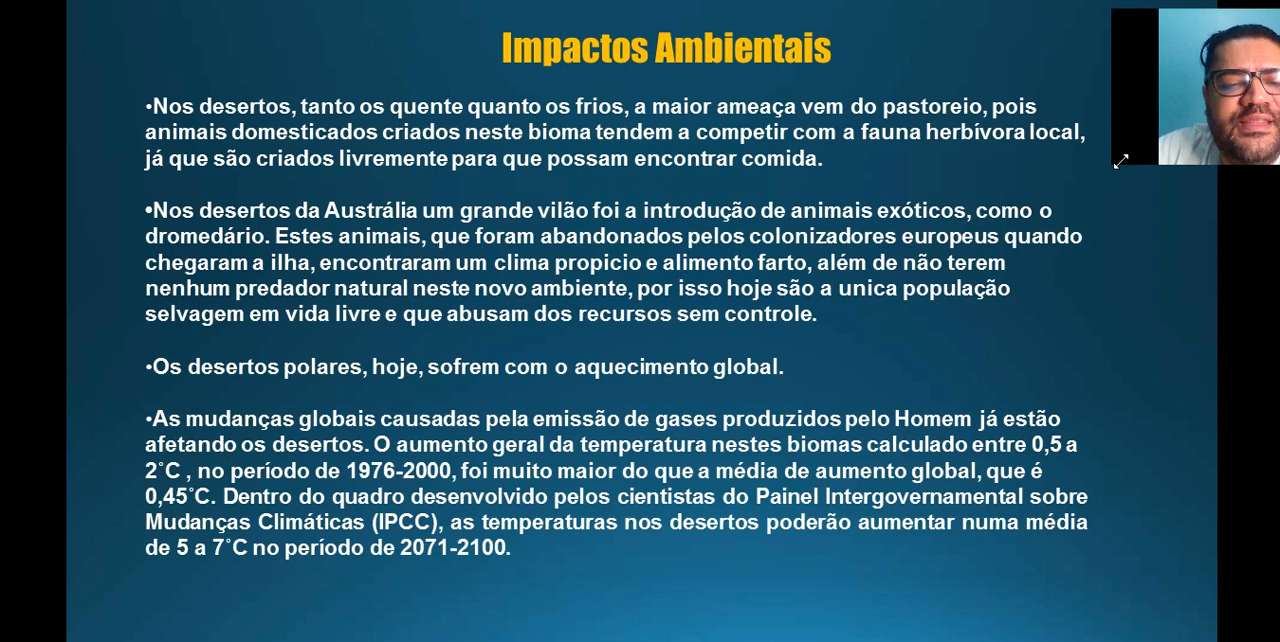 Impactos Ambientais
•Nos desertos, tanto os quente quanto os frios, a maior ameaça vem do pastoreio, pois
animais domesticados criados neste bioma tendem a competir com a fauna herbívora local,
já que são criados livremente para que possam encontrar comida.
•Nos desertos da Austrália um grande vilão foi a introdução de animais exóticos, como o
dromedário. Estes animais, que foram abandonados pelos colonizadores europeus quando
chegaram a ilha, encontraram um clima propicio e alimento farto, além de não terem
nenhum predador natural neste novo ambiente, por isso hoje são a unica população
selvagem em vida livre e que abusam dos recursos sem controle.
•Os desertos polares, hoje, sofrem com o aquecimento global.
•As mudanças globais causadas pela emissão de gases produzidos pelo Homem já estão
afetando os desertos. O aumento geral da temperatura nestes biomas calculado entre 0,5 a
2˚C , no período de 1976-2000, foi muito maior do que a média de aumento global, que é
0,45˚C. Dentro do quadro desenvolvido pelos cientistas do Painel Intergovernamental sobre
Mudanças Climáticas (IPCC), as temperaturas nos desertos poderão aumentar numa média
de 5 a 7˚C no período de 2071-2100.